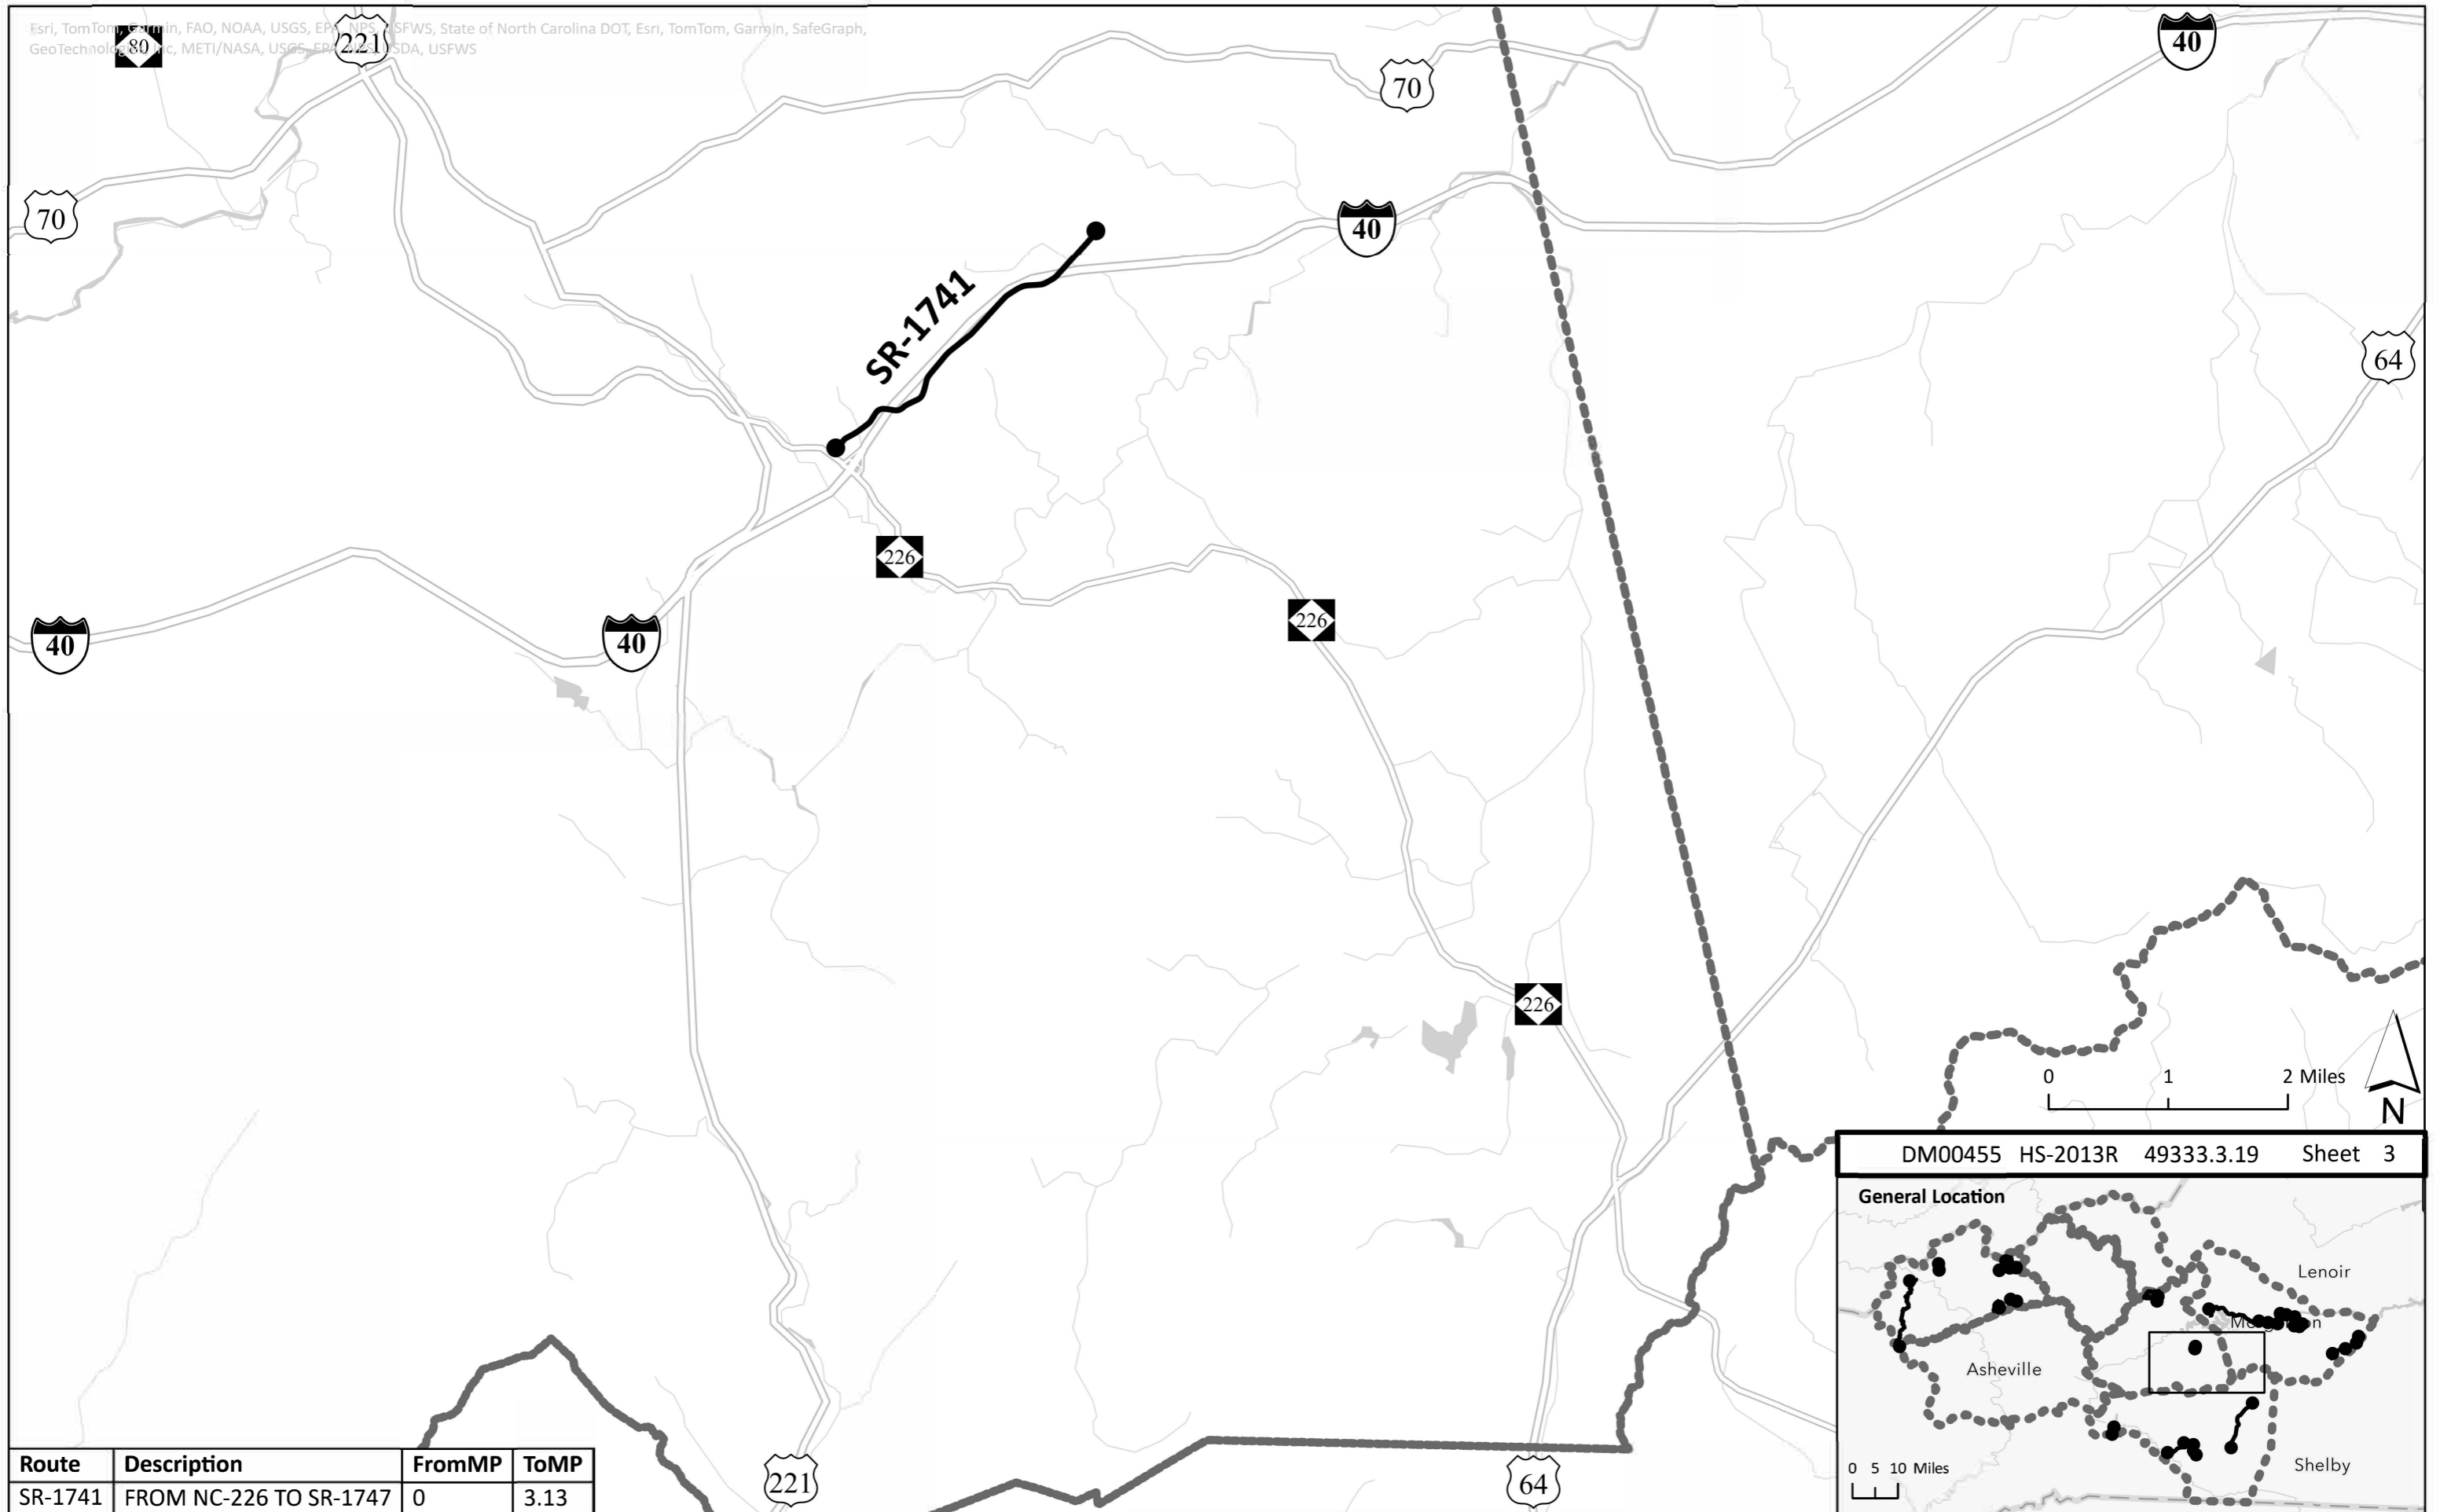 Esri, TomTom, Garmin, FAO, NOAA, USGS, EPA, NPS, USFWS, State of North Carolina DOT, Esri, TomTom, Garmin, SafeGraph,
GeoTechnologies, Inc, METI/NASA, USGS, EPA, NPS, USDA, USFWS
80
221
70
40
70
40
64
SR-1741
226
226
40
40
226
0 1 2 Miles
N
DM00455 HS-2013R 49333.3.19 Sheet 3
General Location
Lenoir
Asheville
Shelby
0 5 10 Miles
221
64
Route Description FromMP ToMP
SR-1741 FROM NC-226 TO SR-1747 0 3.13